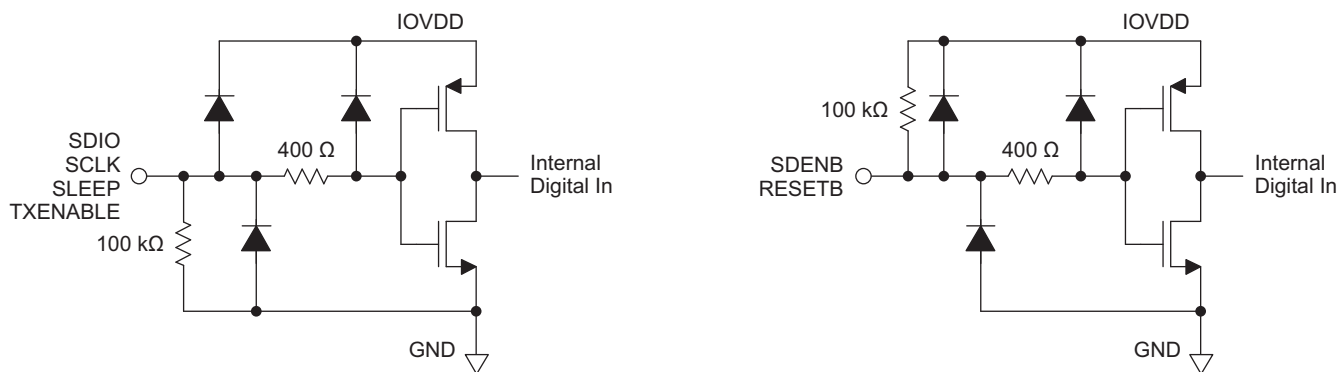 IOVDD
SDIO
SCLK
SLEEP
TXENABLE
400 Ω
100 kΩ
Internal
Digital In
GND
IOVDD
100 kΩ
400 Ω
SDENB
RESETB
Internal
Digital In
GND